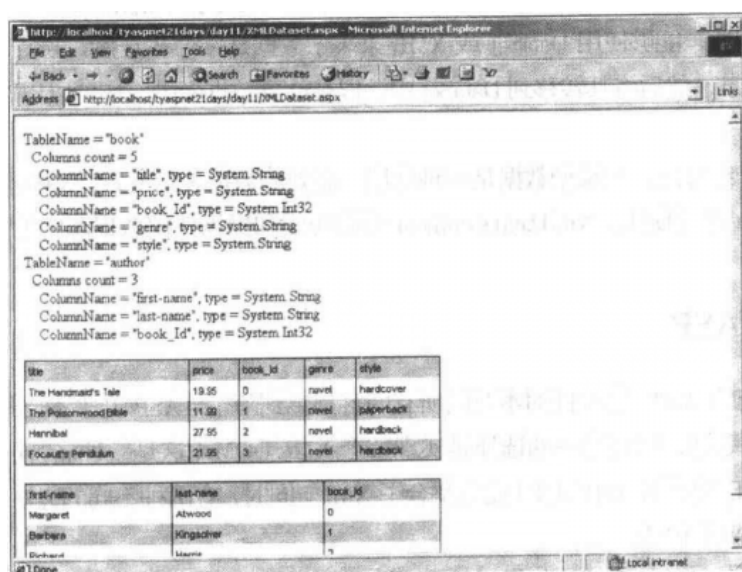 http://localhost/tyaspnet21days/day11/XMLDataset.aspx - Microsoft Internet Explorer
File Edit View Favorites Tools Help
Back Search Favorites History
Address http://localhost/tyaspnet21days/day11/XMLDataset.aspx Links
TableName = "book"
Columns count = 5
ColumnName = "title", type = System.String
ColumnName = "price", type = System.String
ColumnName = "book_Id", type = System.Int32
ColumnName = "genre", type = System.String
ColumnName = "style", type = System.String
TableName = "author"
Columns count = 3
ColumnName = "first-name", type = System.String
ColumnName = "last-name", type = System.String
ColumnName = "book_Id", type = System.Int32
title price book_Id genre style
The Handmaid's Tale 19.95 0 novel hardcover
The Poisonwood Bible 11.99 1 novel paperback
Hannibal 27.95 2 novel hardback
Focault's Pendulum 21.95 3 novel hardback
first-name last-name book_Id
Margaret Atwood 0
Barbara Kingsolver 1
Richard Harris 2
Done Local intranet